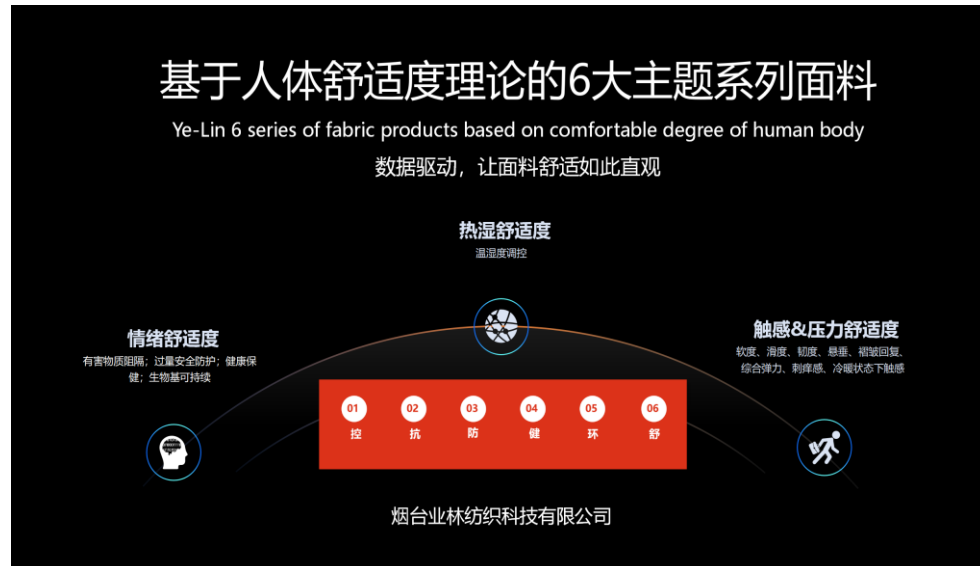 基于人体舒适度理论的6大主题系列面料
Ye-Lin 6 series of fabric products based on comfortable degree of human body
数据驱动，让面料舒适如此直观
热湿舒适度
温湿度调控
情绪舒适度
有害物质阻隔；过量安全防护；健康保
健；生物基可持续
触感&压力舒适度
软度、滑度、韧度、悬垂、褶皱回复、
综合弹力、刺痒感、冷暖状态下触感
01 02 03 04 05 06
控 抗 防 健 环 舒
烟台业林纺织科技有限公司